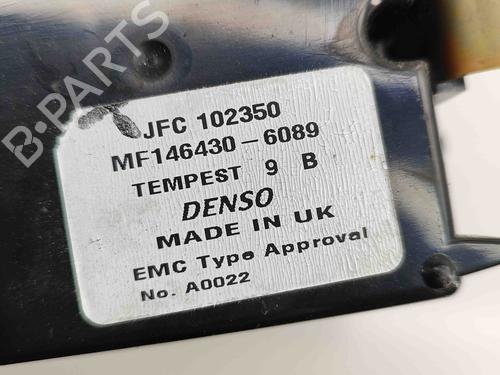 B-PARTS
JFC 102350
MF146430-6089
TEMPEST 9 B
DENSO
MADE IN UK
EMC Type Approval
No. A0022